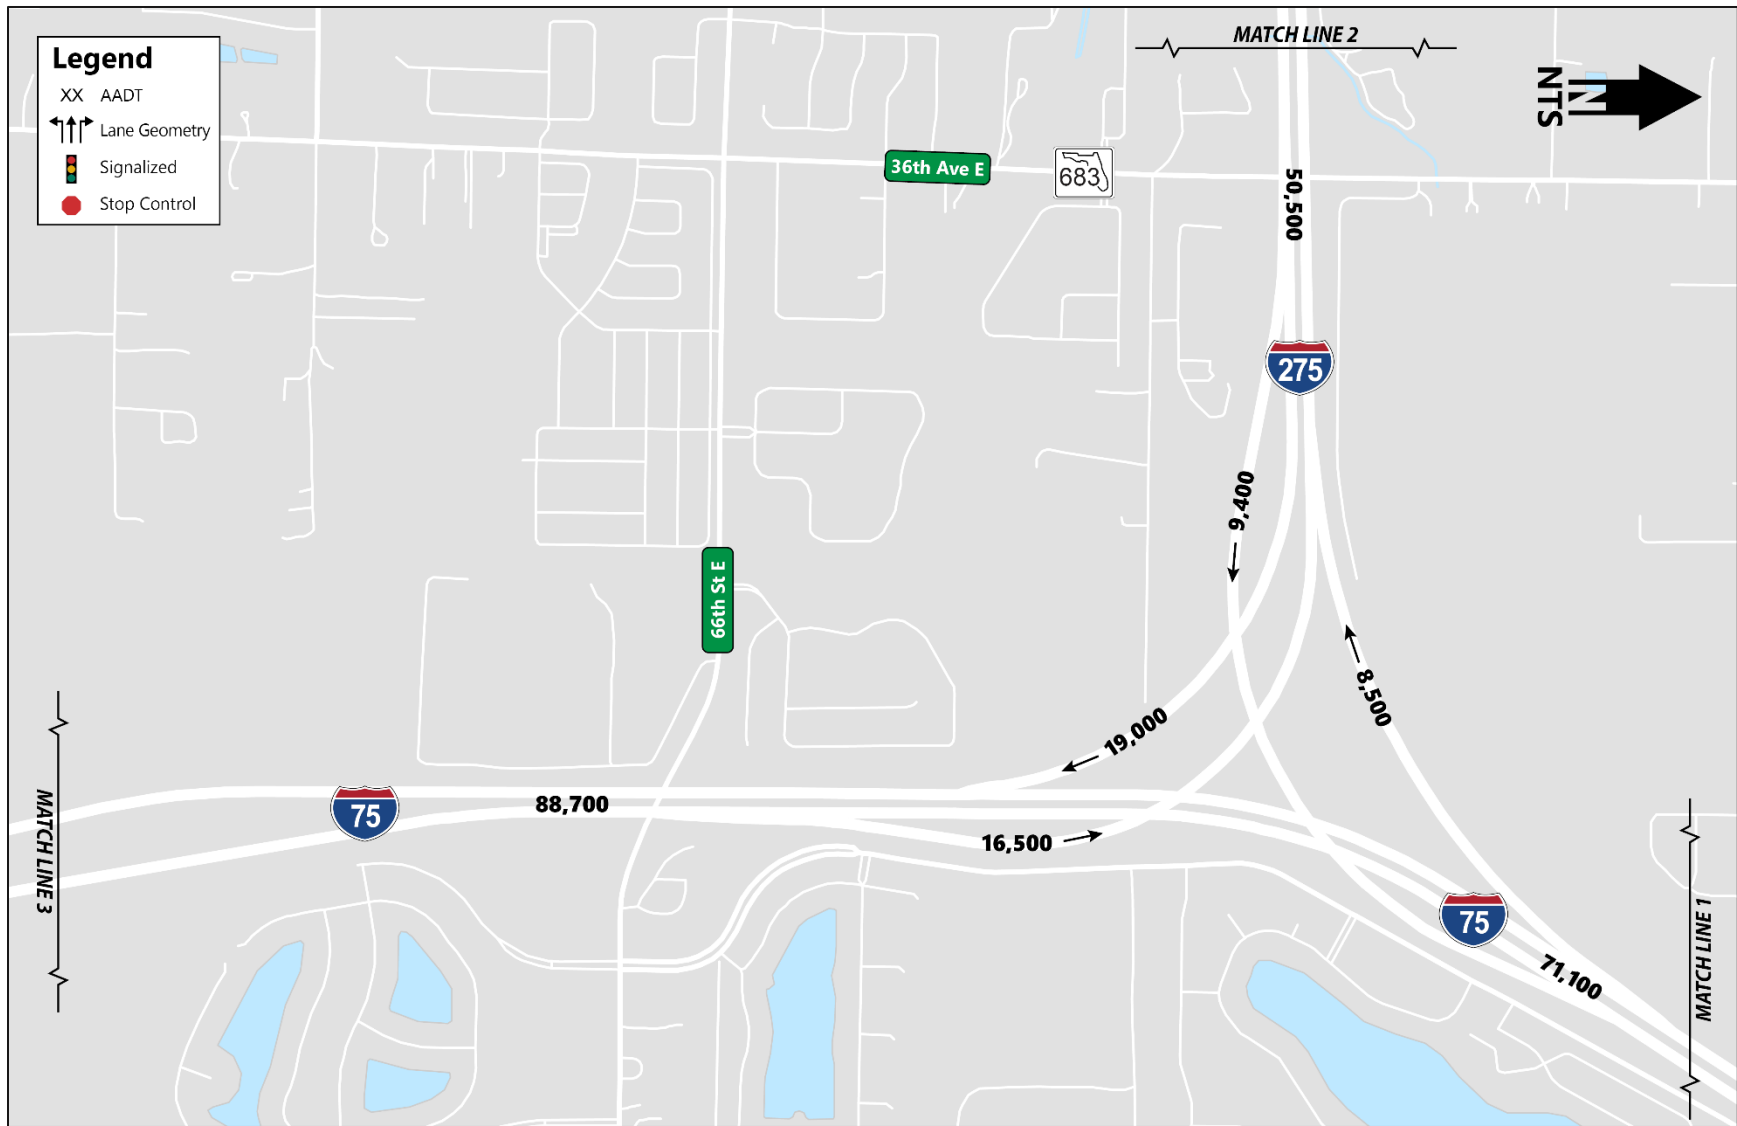 MATCH LINE 2
Legend
XX AADT
Lane Geometry
Signalized
Stop Control
N
NTS
36th Ave E
683
50,500
275
9,400
66th St E
8,500
19,000
75
88,700
16,500
MATCH LINE 3
75
71,100
MATCH LINE 1